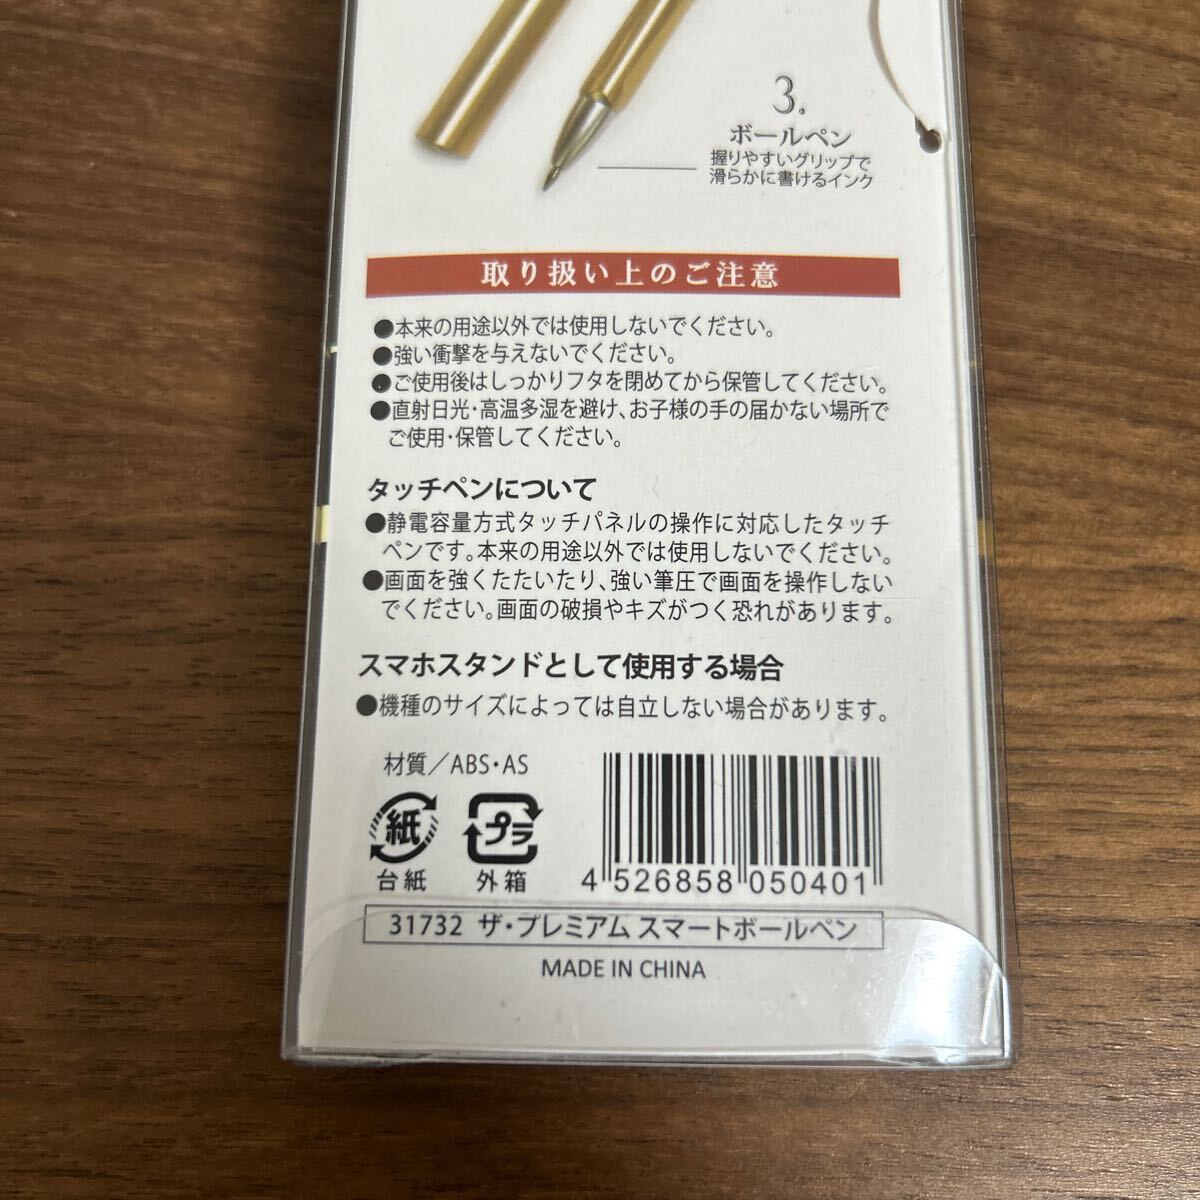 3.
ボールペン
握りやすいグリップで
滑らかに書けるインク
取り扱い上のご注意
●本来の用途以外では使用しないでください。
●強い衝撃を与えないでください。
●ご使用後はしっかりフタを閉めてから保管してください。
●直射日光・高温多湿を避け、お子様の手の届かない場所で
ご使用・保管してください。
タッチペンについて
●静電容量方式タッチパネルの操作に対応したタッチ
ペンです。本来の用途以外では使用しないでください。
●画面を強くたたいたり、強い筆圧で画面を操作しない
でください。画面の破損やキズがつく恐れがあります。
スマホスタンドとして使用する場合
●機種のサイズによっては自立しない場合があります。
材質／ABS・AS
紙
台紙
プラ
外箱
4 526858 050401
31732 ザ・プレミアム スマートボールペン
MADE IN CHINA